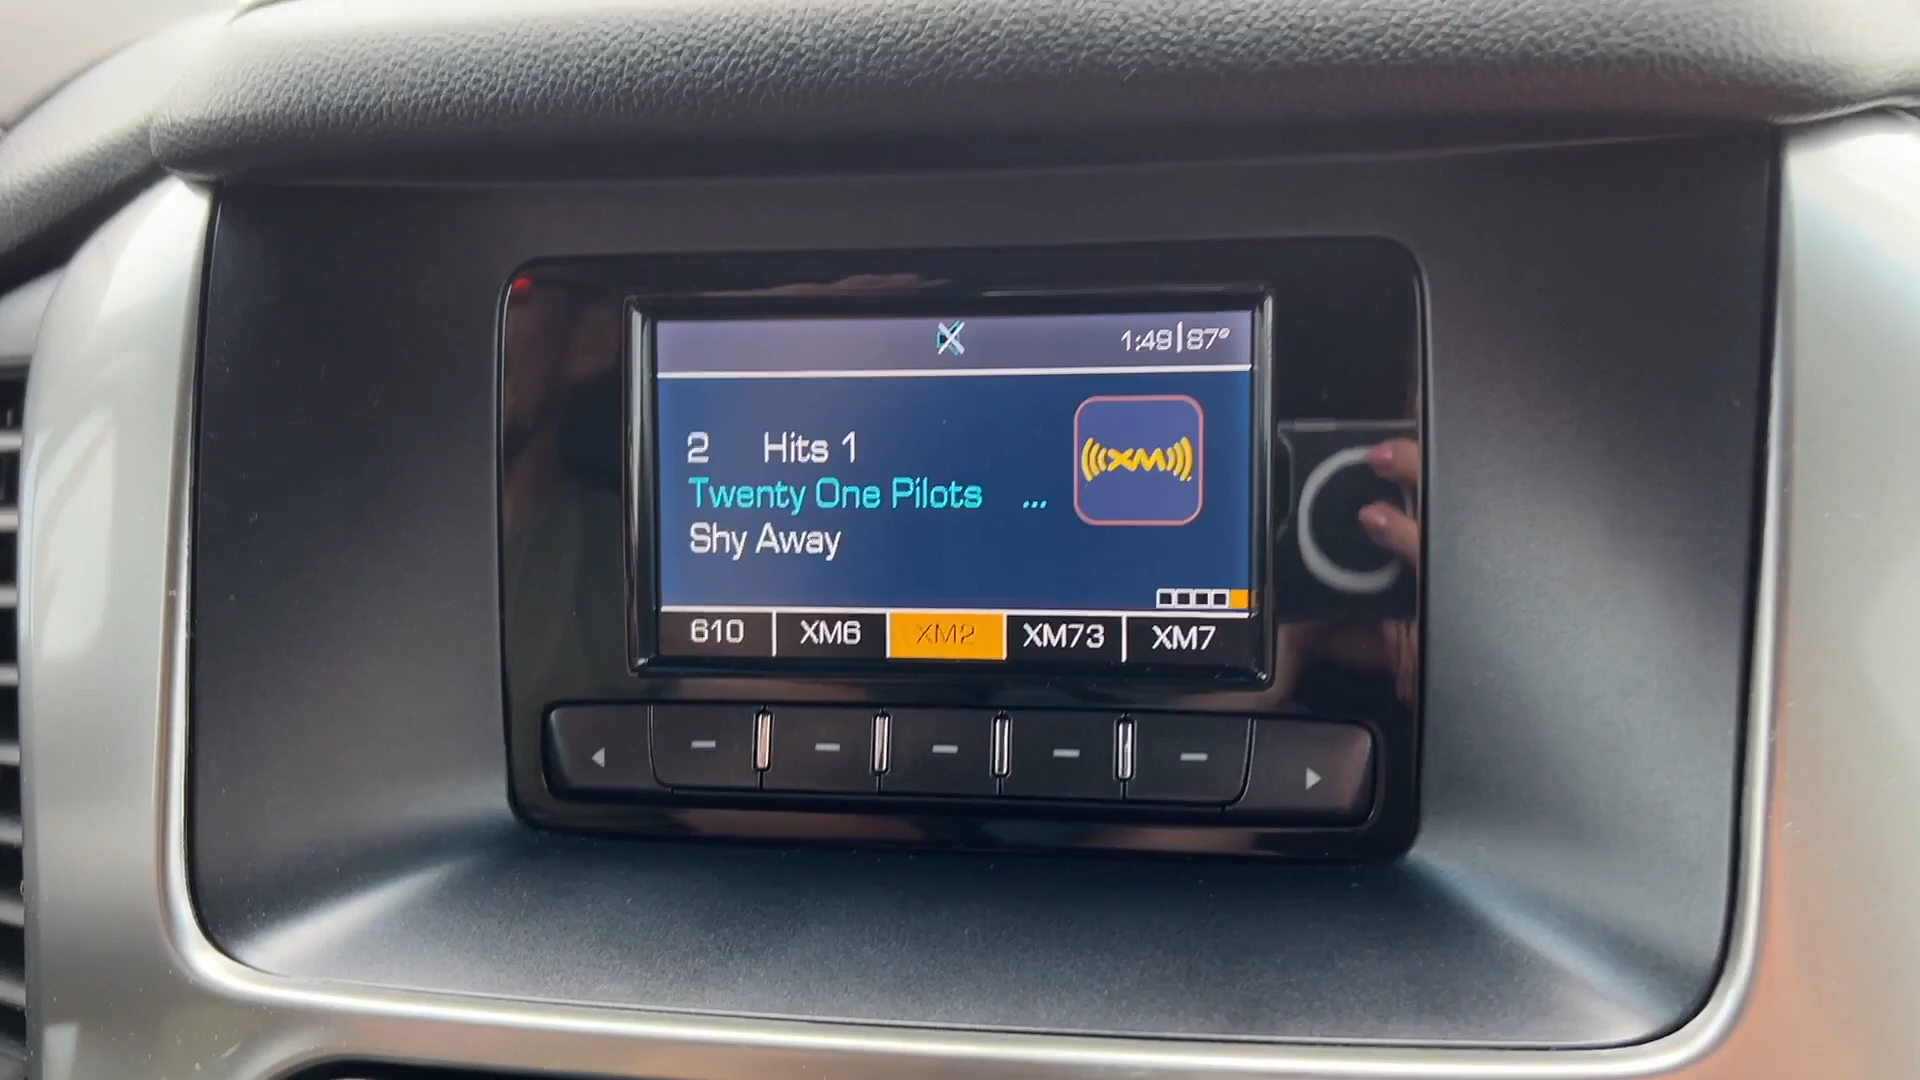 1:49 87°
2 Hits 1
Twenty One Pilots ...
Shy Away
XM
610 XM6 XM2 XM73 XM7